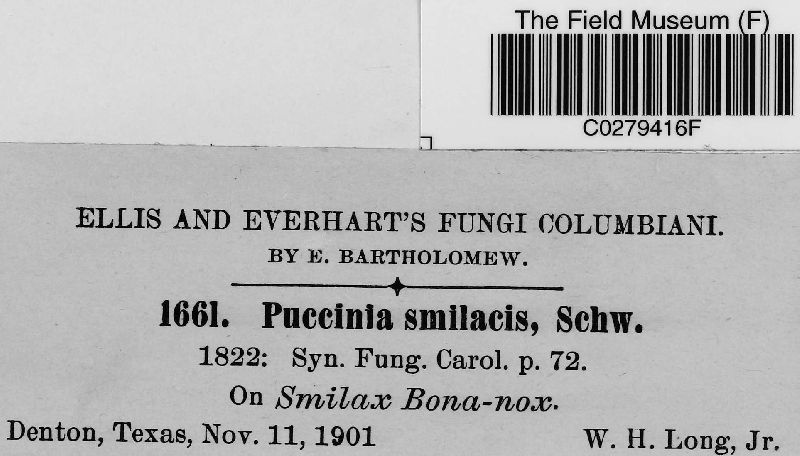 The Field Museum (F)
C0279416F
ELLIS AND EVERHART'S FUNGI COLUMBIANI.
BY E. BARTHOLOMEW.
1661. Puccinia smilacis, Schw.
1822: Syn. Fung. Carol. p. 72.
On Smilax Bona-nox.
Denton, Texas, Nov. 11, 1901 W. H. Long, Jr.